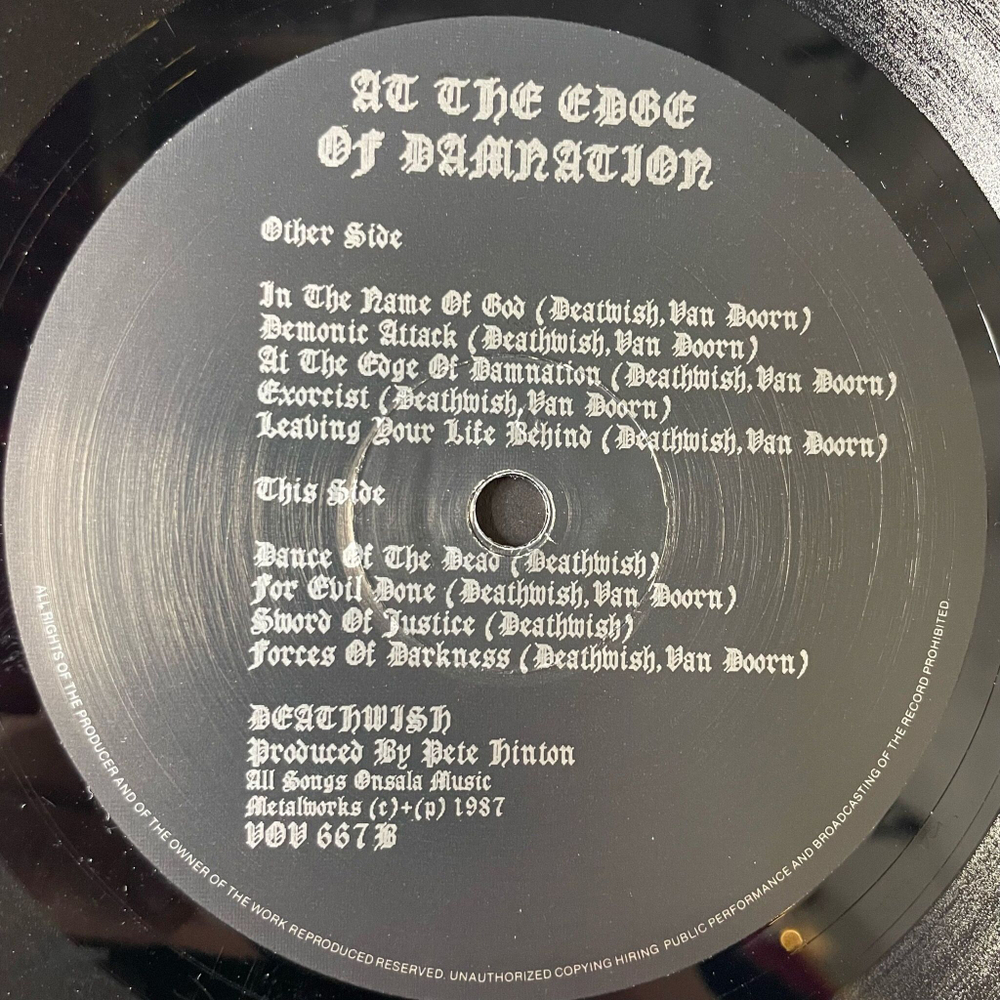 AT THE EDGE
OF DAMNATION
Other Side
In The Name Of God (Deatwish,Van Doorn)
Demonic Attack (Deathwish,Van Doorn)
At The Edge Of Damnation (Deathwish,Van Doorn)
Exorcist (Deathwish,Van Doorn)
Leaving Your Life Behind (Deathwish,Van Doorn)
This Side
Dance Of The Dead (Deathwish)
For Evil Done (Deathwish,Van Doorn)
Sword Of Justice (Deathwish)
Forces Of Darkness (Deathwish,Van Doorn)
DEATHWISH
Produced By Pete Hinton
All Songs Onsala Music
Metalworks (c)+(p) 1987
VOV 667 B
ALL RIGHTS OF THE PRODUCER AND OF THE OWNER OF THE WORK REPRODUCED RESERVED. UNAUTHORIZED COPYING HIRING PUBLIC PERFORMANCE AND BROADCASTING OF THE RECORD PROHIBITED.